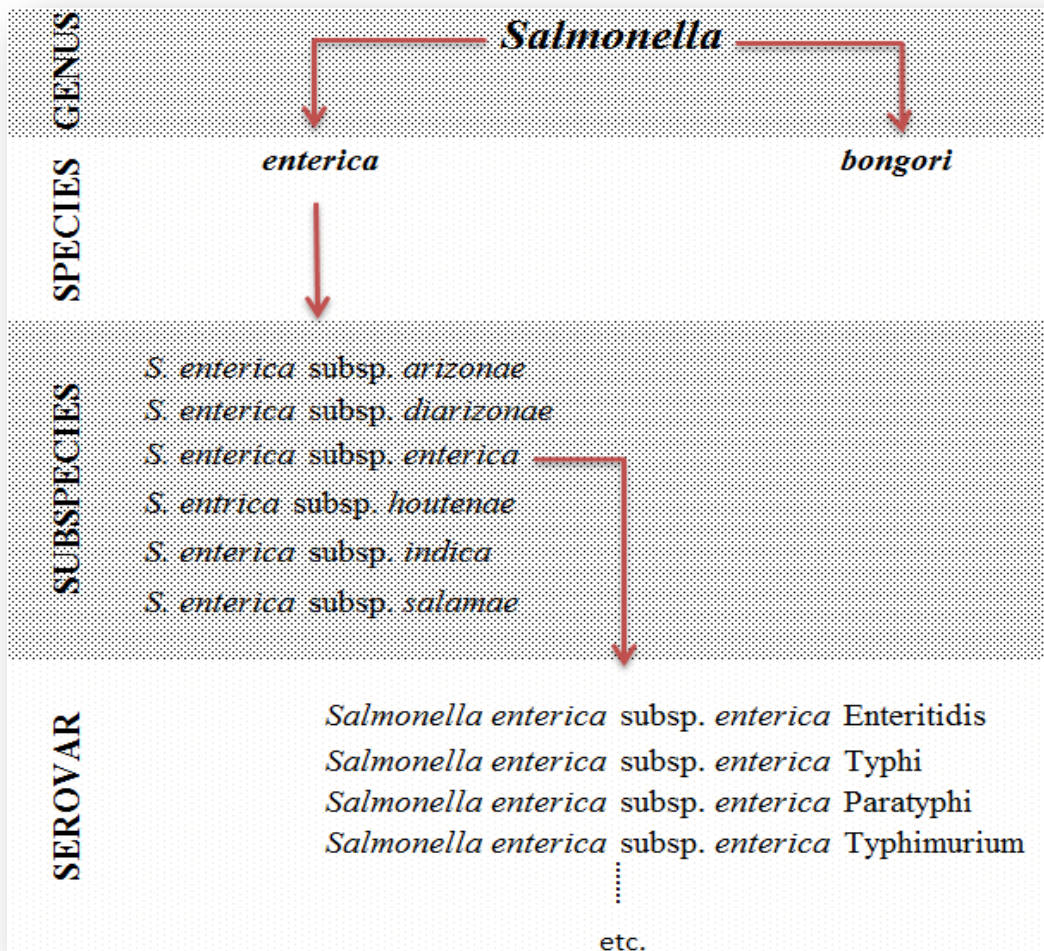 GENUS
Salmonella
SPECIES
enterica
bongori
SUBSPECIES
S. enterica subsp. arizonae
S. enterica subsp. diarizonae
S. enterica subsp. enterica
S. entrica subsp. houtenae
S. enterica subsp. indica
S. enterica subsp. salamae
SEROVAR
Salmonella enterica subsp. enterica Enteritidis
Salmonella enterica subsp. enterica Typhi
Salmonella enterica subsp. enterica Paratyphi
Salmonella enterica subsp. enterica Typhimurium
etc.